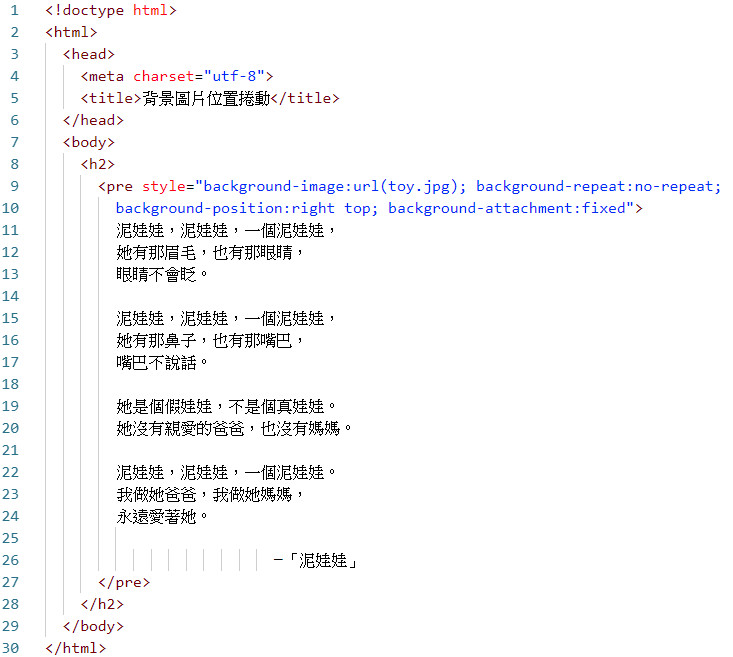 1 <!doctype html>
2 <html>
3 <head>
4 <meta charset="utf-8">
5 <title>背景圖片位置捲動</title>
6 </head>
7 <body>
8 <h2>
9 <pre style="background-image:url(toy.jpg); background-repeat:no-repeat;
10 background-position:right top; background-attachment:fixed">
11 泥娃娃，泥娃娃，一個泥娃娃，
12 她有那眉毛，也有那眼睛，
13 眼睛不會眨。
14
15 泥娃娃，泥娃娃，一個泥娃娃，
16 她有那鼻子，也有那嘴巴，
17 嘴巴不說話。
18
19 她是個假娃娃，不是個真娃娃。
20 她沒有親愛的爸爸，也沒有媽媽。
21
22 泥娃娃，泥娃娃，一個泥娃娃。
23 我做她爸爸，我做她媽媽，
24 永遠愛著她。
25
26 —「泥娃娃」
27 </pre>
28 </h2>
29 </body>
30 </html>